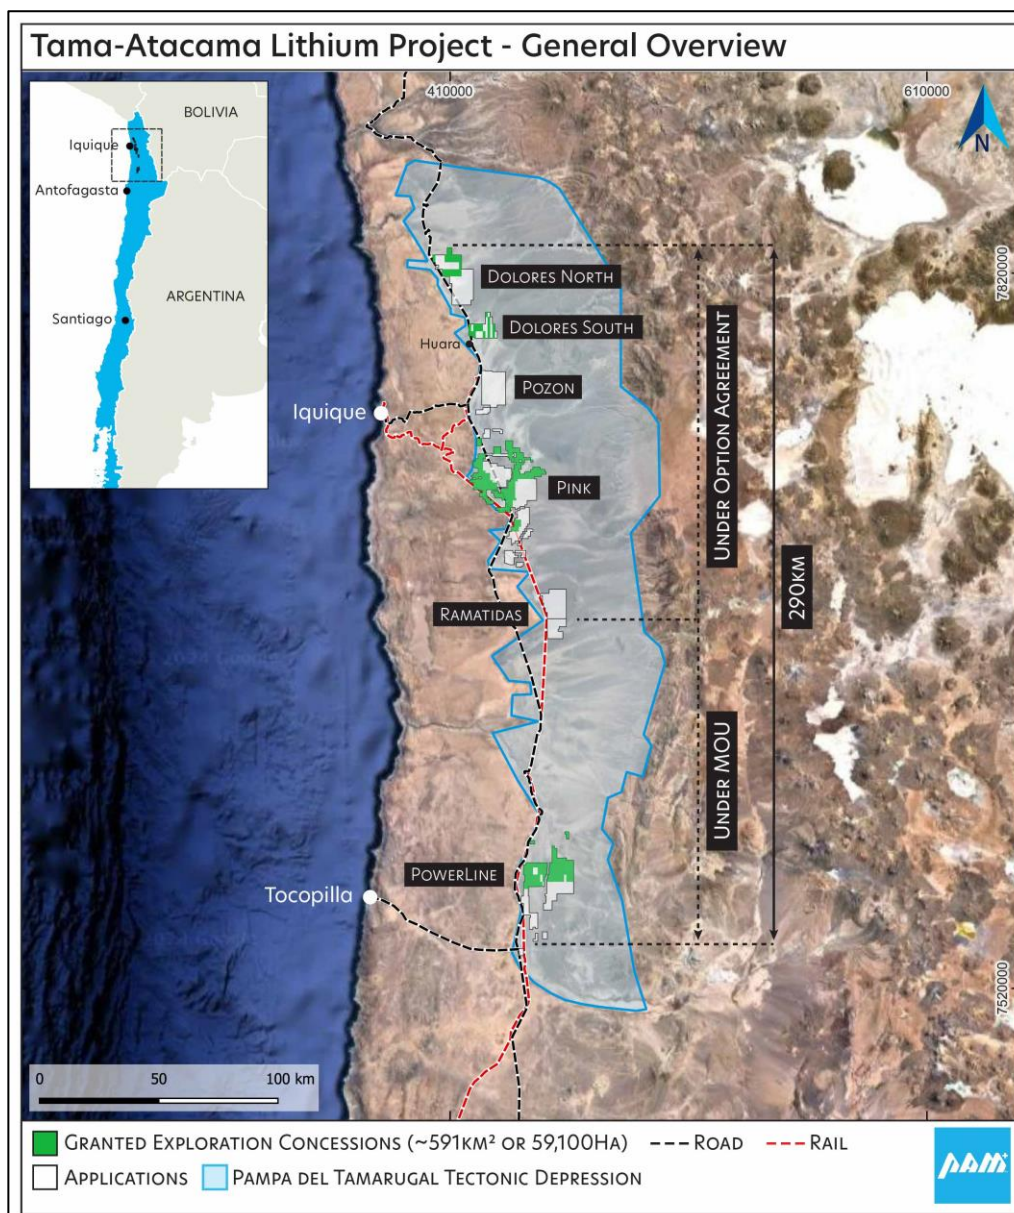 Tama-Atacama Lithium Project - General Overview
410000
610000
BOLIVIA
Iquique
Antofagasta
ARGENTINA
Santiago
N
7820000
DOLORES NORTH
DOLORES SOUTH
Huara
POZON
Iquique
PINK
UNDER OPTION AGREEMENT
290KM
RAMATIDAS
UNDER MOU
POWERLINE
Tocopilla
7520000
0 50 100 km
GRANTED EXPLORATION CONCESSIONS (~591KM² OR 59,100HA)
ROAD
RAIL
APPLICATIONS
PAMPA DEL TAMARUGAL TECTONIC DEPRESSION
PAM+